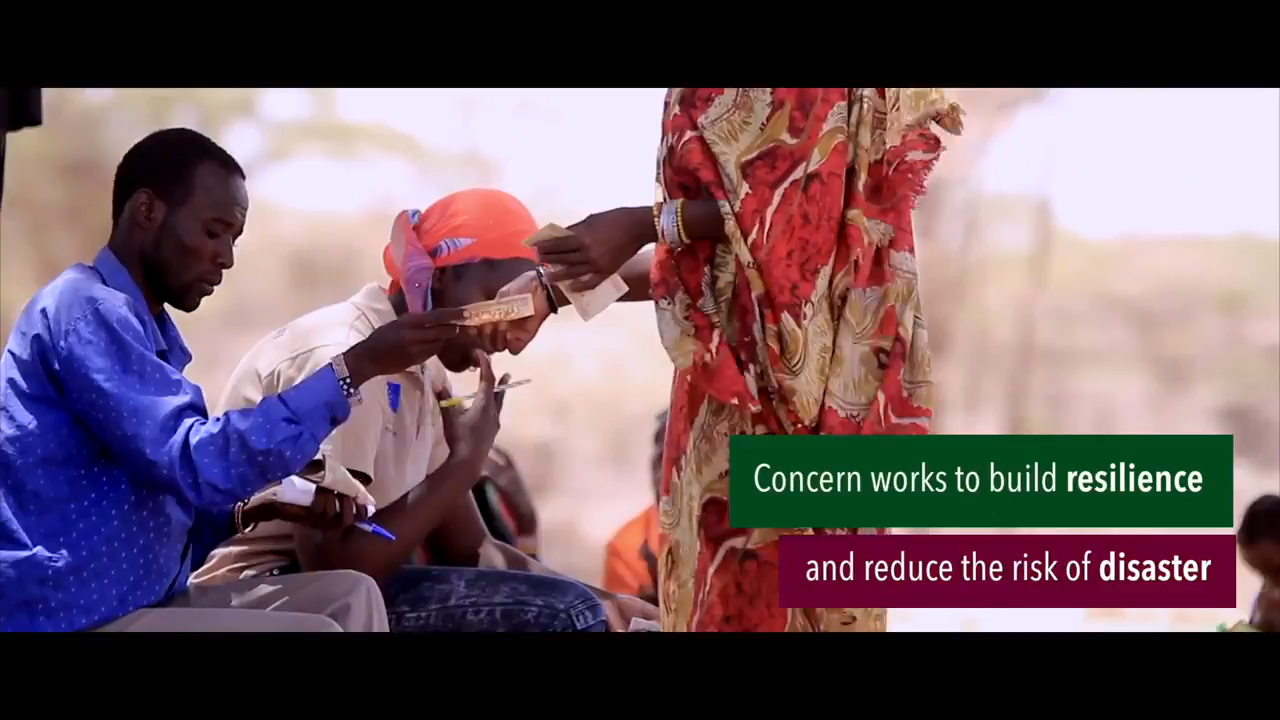 Concern works to build resilience
and reduce the risk of disaster